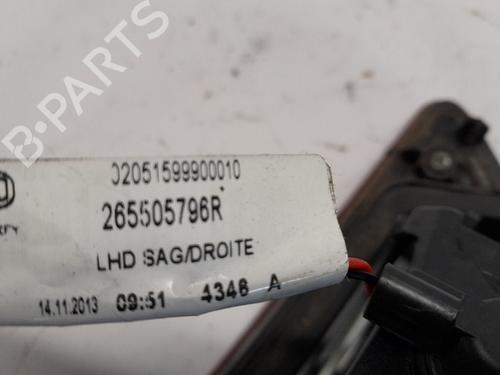 B-PARTS
02051599900010
265505796R
LHD SAG/DROITE
14.11.2013 09:51 4346 A